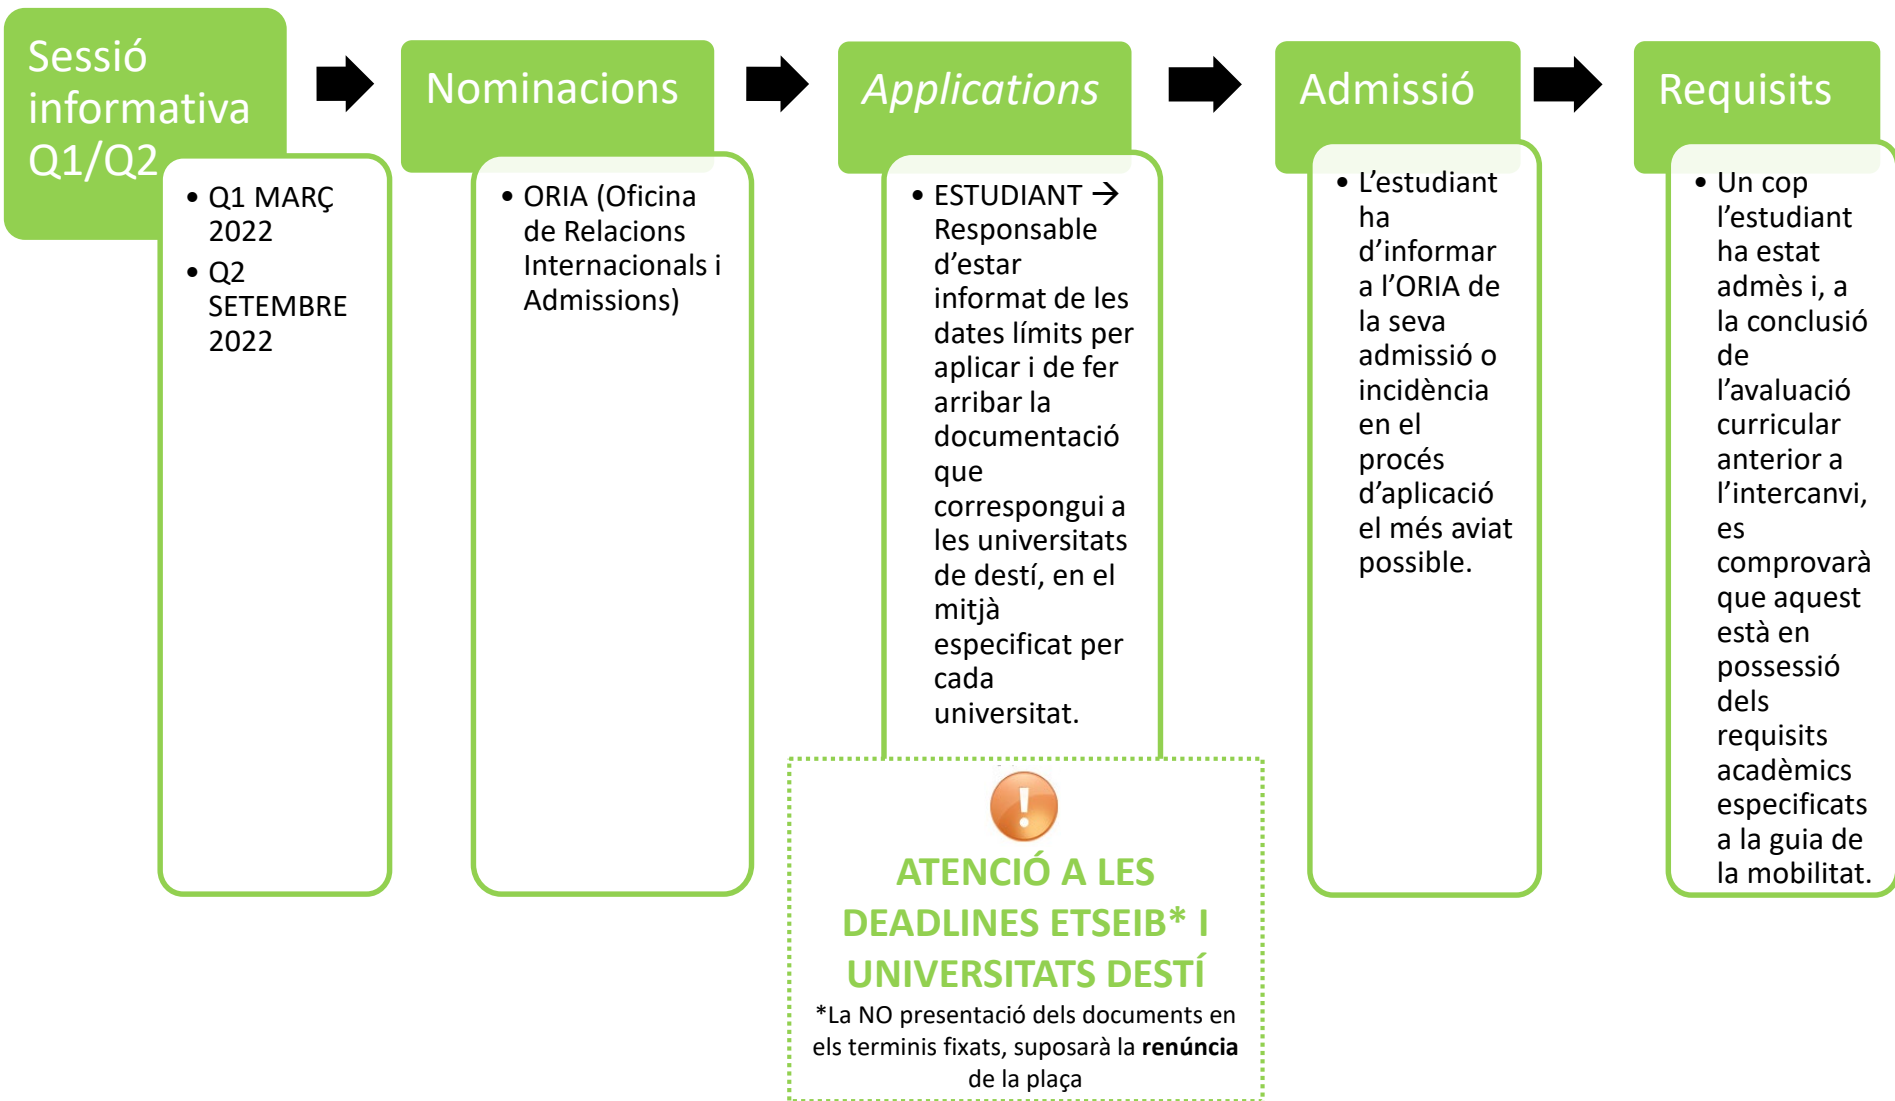 Sessió
informativa
Q1/Q2
• Q1 MARÇ
2022
• Q2
SETEMBRE
2022
Nominacions
• ORIA (Oficina
de Relacions
Internacionals i
Admissions)
Applications
• ESTUDIANT →
Responsable
d’estar
informat de les
dates límits per
aplicar i de fer
arribar la
documentació
que
correspongui a
les universitats
de destí, en el
mitjà
especificat per
cada
universitat.
!
ATENCIÓ A LES
DEADLINES ETSEIB* I
UNIVERSITATS DESTÍ
*La NO presentació dels documents en
els terminis fixats, suposarà la renúncia
de la plaça
Admissió
• L’estudiant
ha
d’informar
a l’ORIA de
la seva
admissió o
incidència
en el
procés
d’aplicació
el més aviat
possible.
Requisits
• Un cop
l’estudiant
ha estat
admès i, a
la conclusió
de
l’avaluació
curricular
anterior a
l’intercanvi,
es
comprovarà
que aquest
està en
possessió
dels
requisits
acadèmics
especificats
a la guia de
la mobilitat.